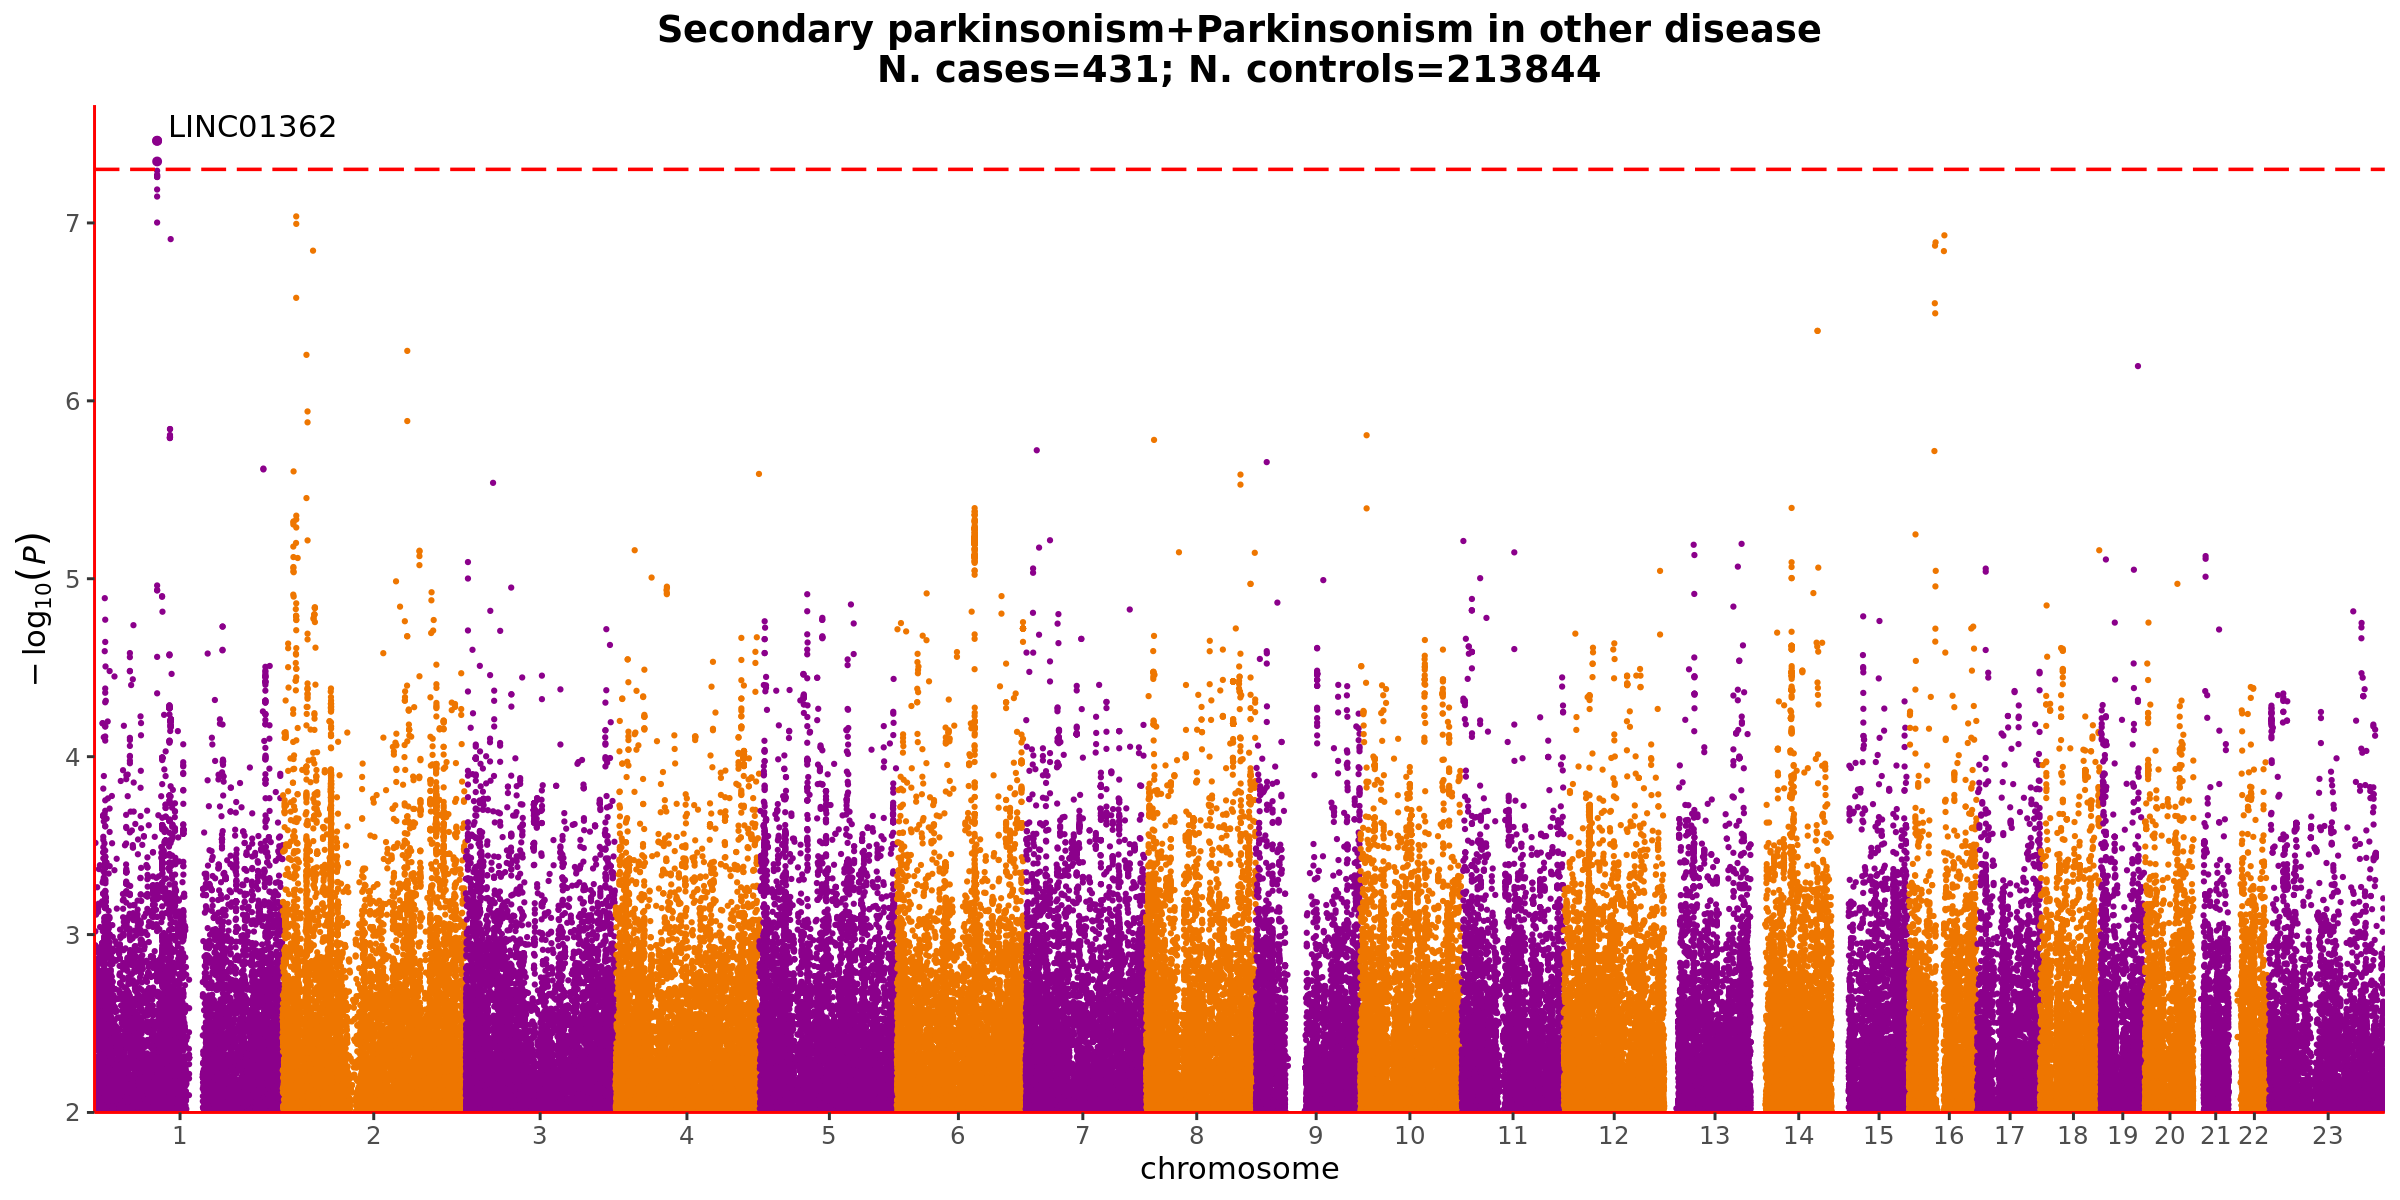 Secondary parkinsonism+Parkinsonism in other disease
N. cases=431; N. controls=213844
LINC01362
7
6
5
4
3
2
−log₁₀(P)
1 2 3 4 5 6 7 8 9 10 11 12 13 14 15 16 17 18 19 20 21 22 23
chromosome